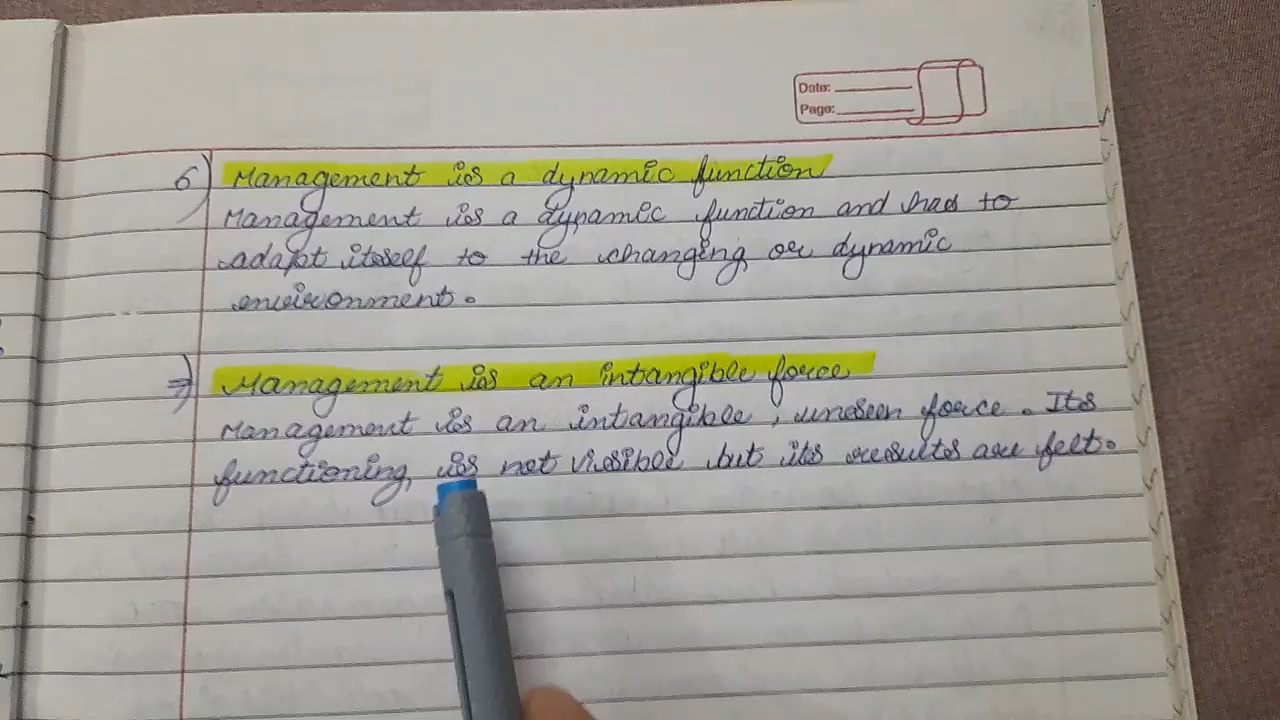 Date:
Page:
6) Management is a dynamic function
Management is a dynamic function and has to
adapt itself to the changing or dynamic
environment.
7) Management is an intangible force
Management is an intangible, unseen force. Its
functioning is not visible but its results are felt.